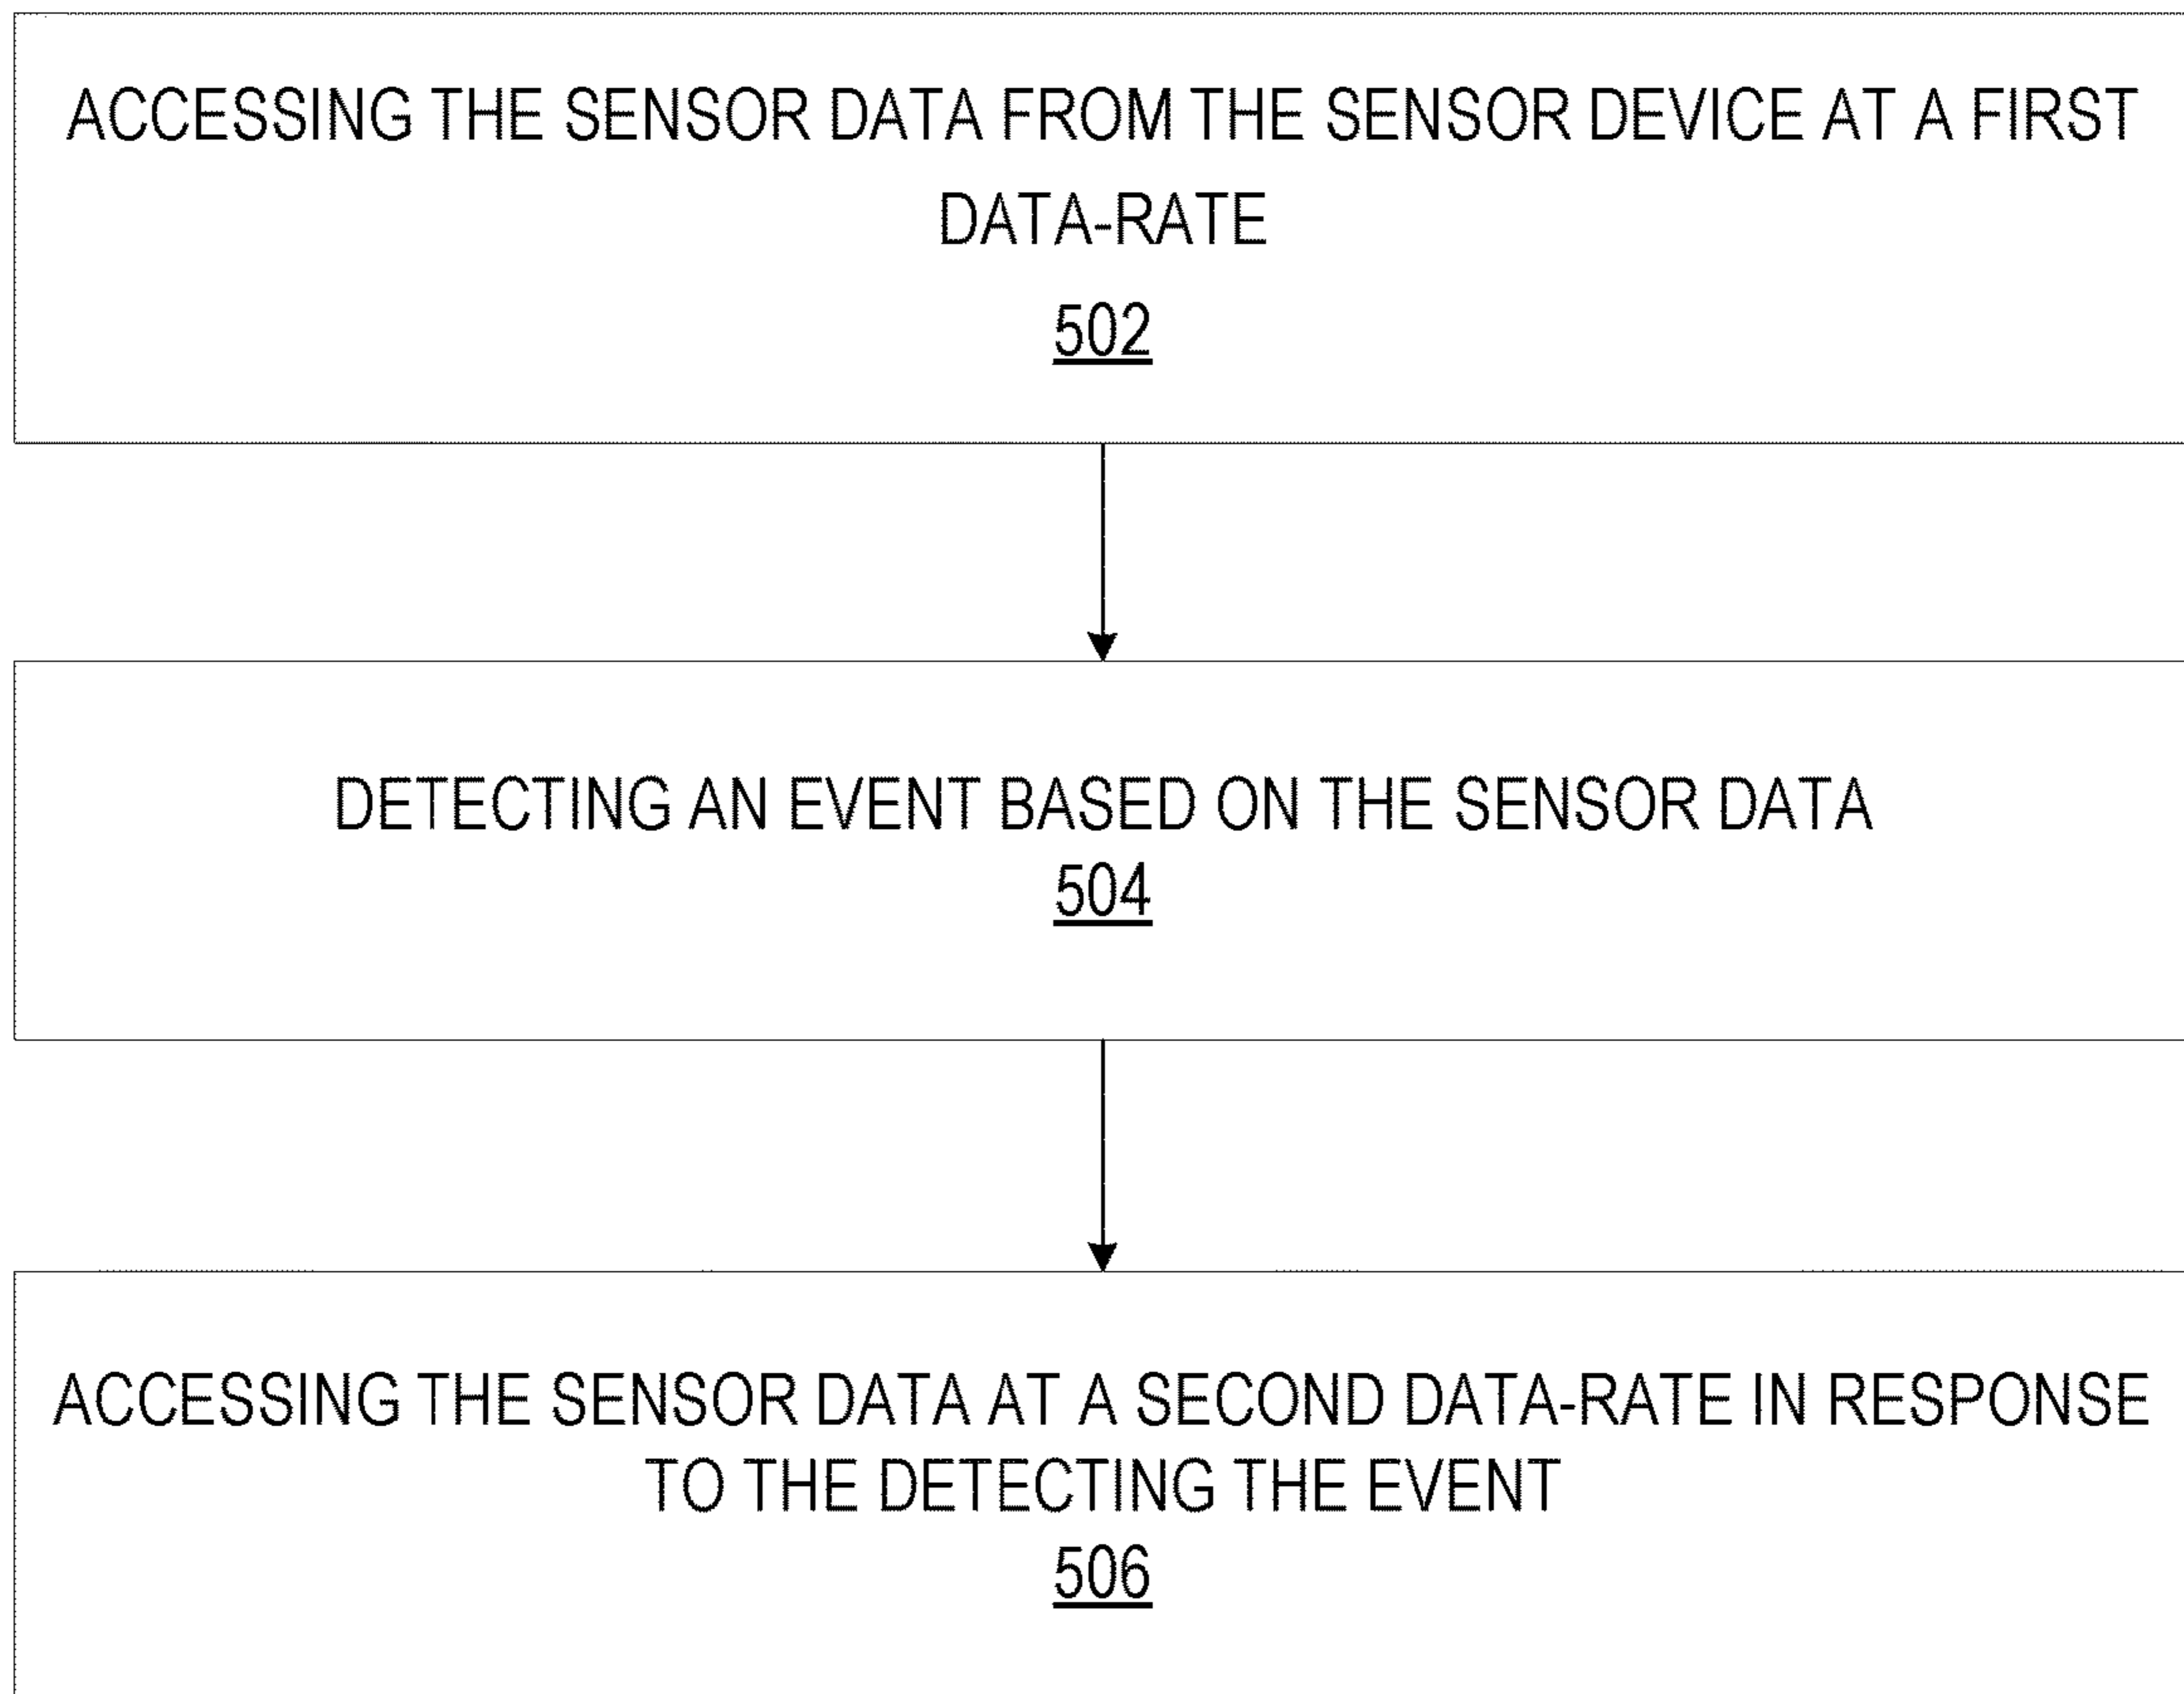 ACCESSING THE SENSOR DATA FROM THE SENSOR DEVICE AT A FIRST
DATA-RATE
502
DETECTING AN EVENT BASED ON THE SENSOR DATA
504
ACCESSING THE SENSOR DATA AT A SECOND DATA-RATE IN RESPONSE
TO THE DETECTING THE EVENT
506